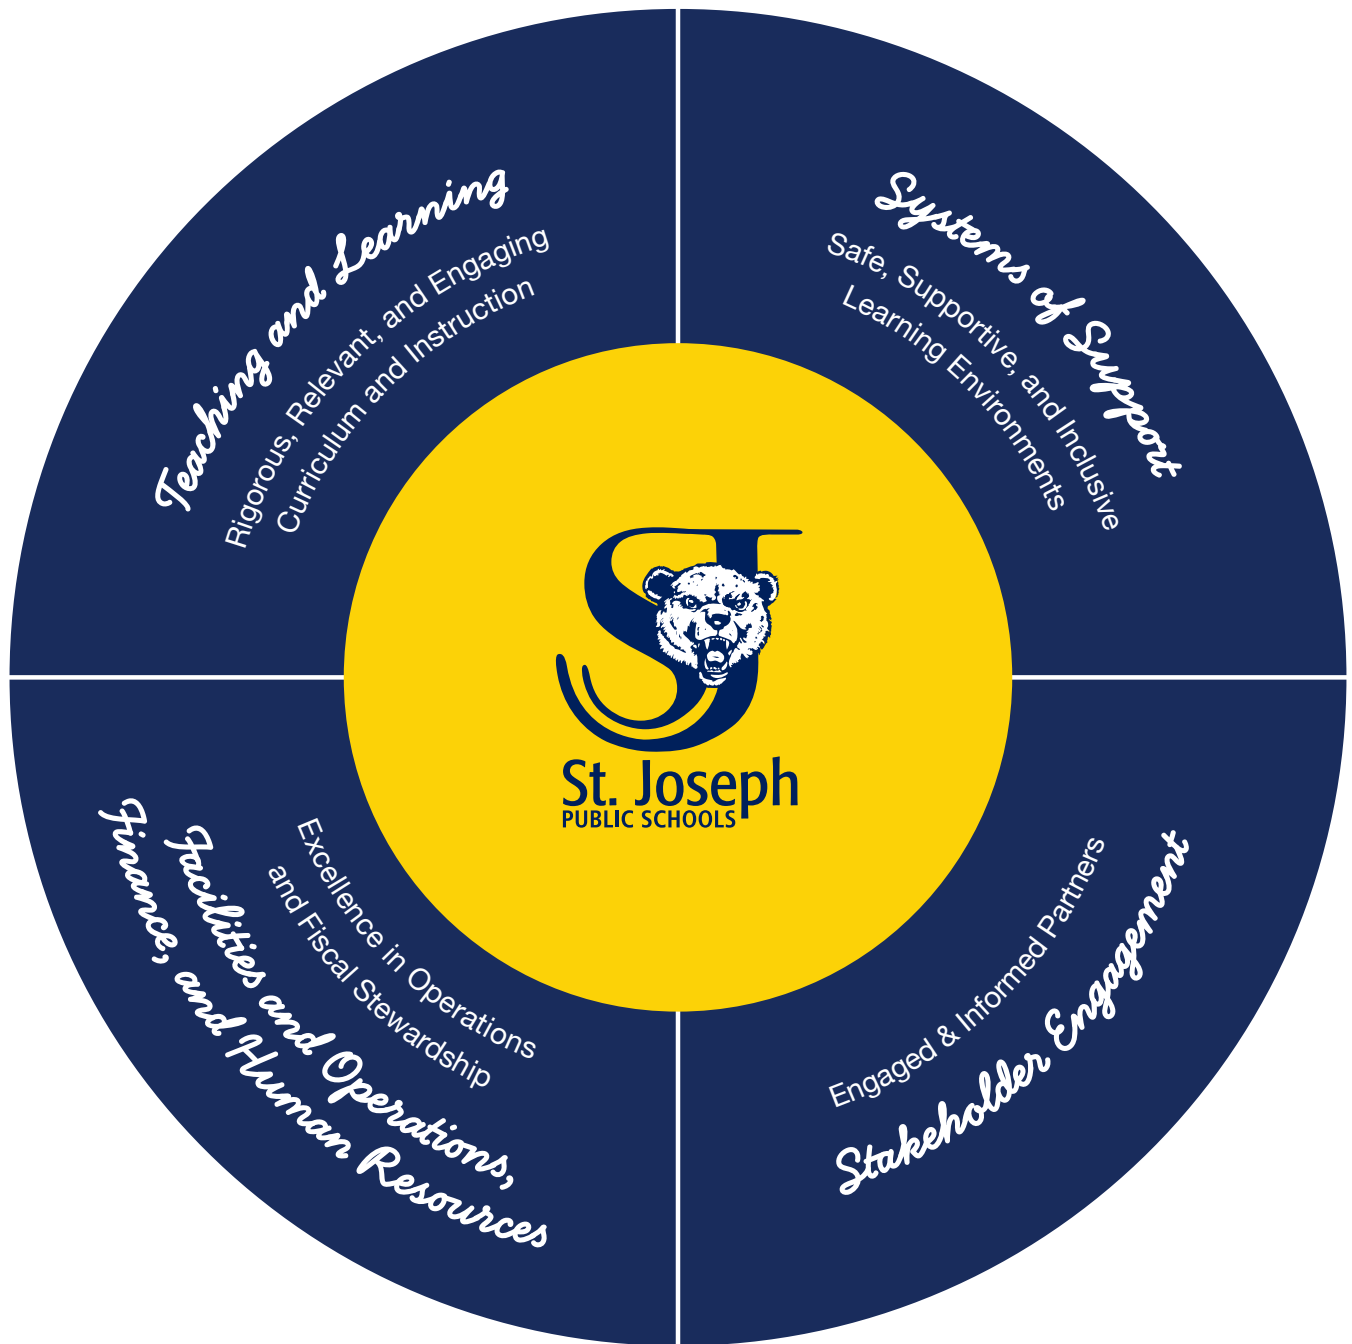 Teaching and Learning
Rigorous, Relevant, and Engaging
Curriculum and Instruction
Systems of Support
Safe, Supportive, and Inclusive
Learning Environments
SJ
St. Joseph
PUBLIC SCHOOLS
Excellence in Operations
and Fiscal Stewardship
Facilities and Operations,
Finance, and Human Resources
Engaged & Informed Partners
Stakeholder Engagement